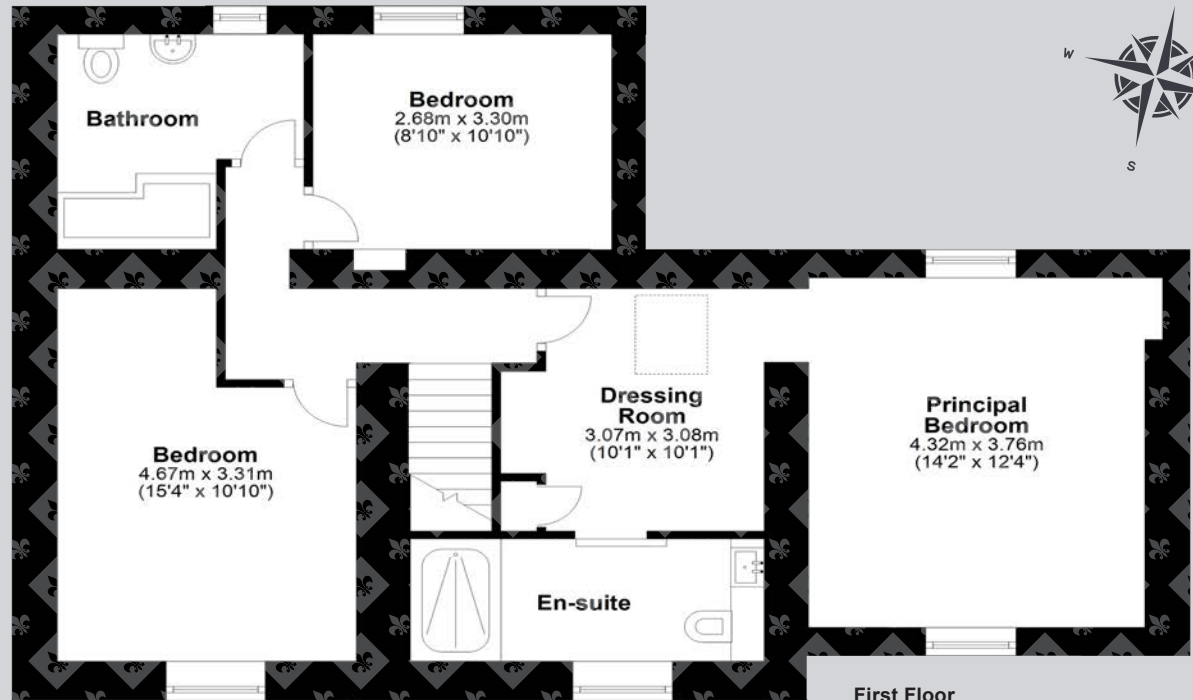 Bathroom
Bedroom
2.68m x 3.30m
(8'10" x 10'10")
W
S
Bedroom
4.67m x 3.31m
(15'4" x 10'10")
Dressing
Room
3.07m x 3.08m
(10'1" x 10'1")
Principal
Bedroom
4.32m x 3.76m
(14'2" x 12'4")
En-suite
First Floor